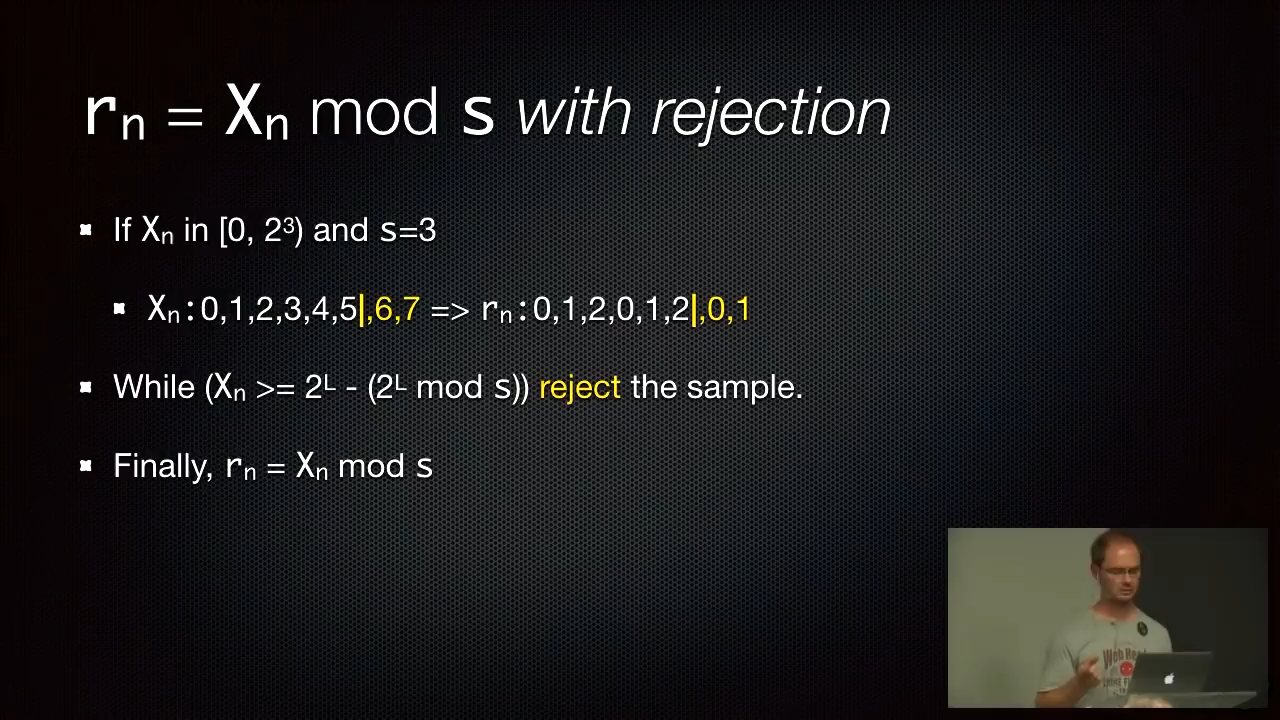 rₙ = Xₙ mod s with rejection
If Xₙ in [0, 2³) and s=3
Xₙ:0,1,2,3,4,5|,6,7 => rₙ:0,1,2,0,1,2|,0,1
While (Xₙ >= 2ᴸ - (2ᴸ mod s)) reject the sample.
Finally, rₙ = Xₙ mod s